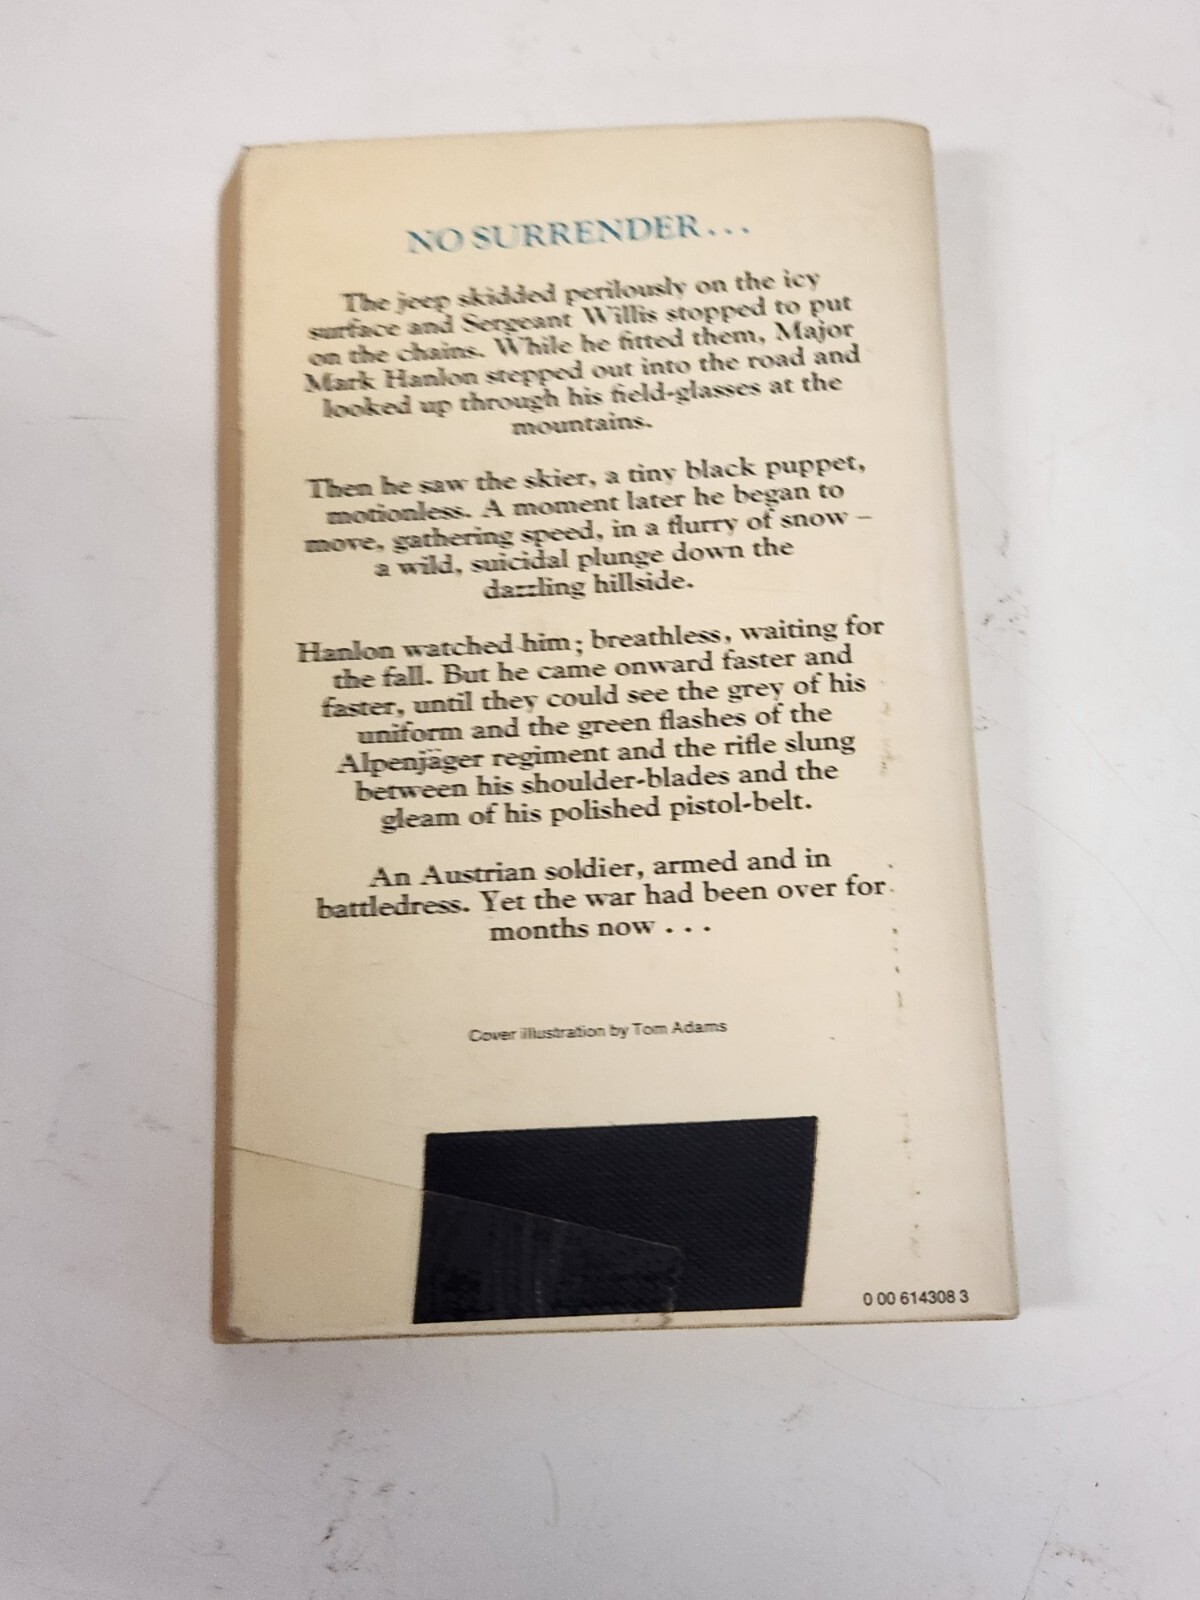 NO SURRENDER...
The jeep skidded perilously on the icy
surface and Sergeant Willis stopped to put
on the chains. While he fitted them, Major
Mark Hanlon stepped out into the road and
looked up through his field-glasses at the
mountains.
Then he saw the skier, a tiny black puppet,
motionless. A moment later he began to
move, gathering speed, in a flurry of snow –
a wild, suicidal plunge down the
dazzling hillside.
Hanlon watched him; breathless, waiting for
the fall. But he came onward faster and
faster, until they could see the grey of his
uniform and the green flashes of the
Alpenjäger regiment and the rifle slung
between his shoulder-blades and the
gleam of his polished pistol-belt.
An Austrian soldier, armed and in
battledress. Yet the war had been over for
months now . . .
Cover illustration by Tom Adams
0 00 614308 3